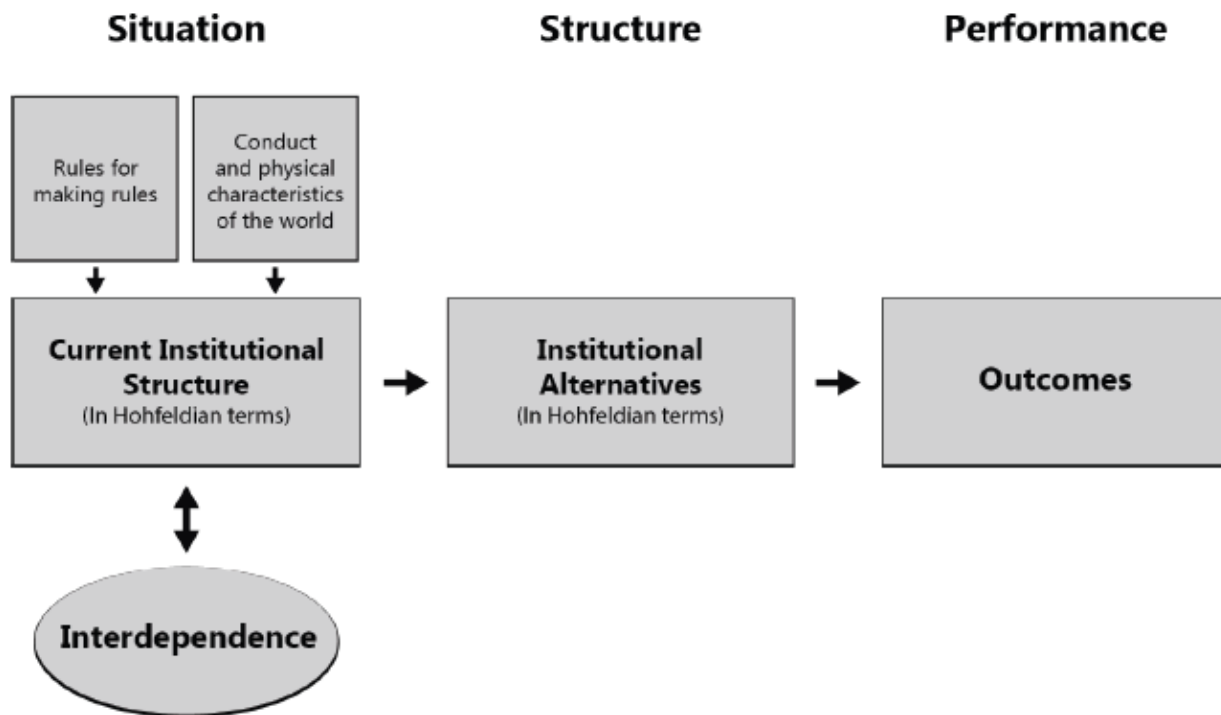 Situation
Structure
Performance
Rules for
making rules
Conduct
and physical
characteristics
of the world
Current Institutional
Structure
(In Hohfeldian terms)
Institutional
Alternatives
(In Hohfeldian terms)
Outcomes
Interdependence